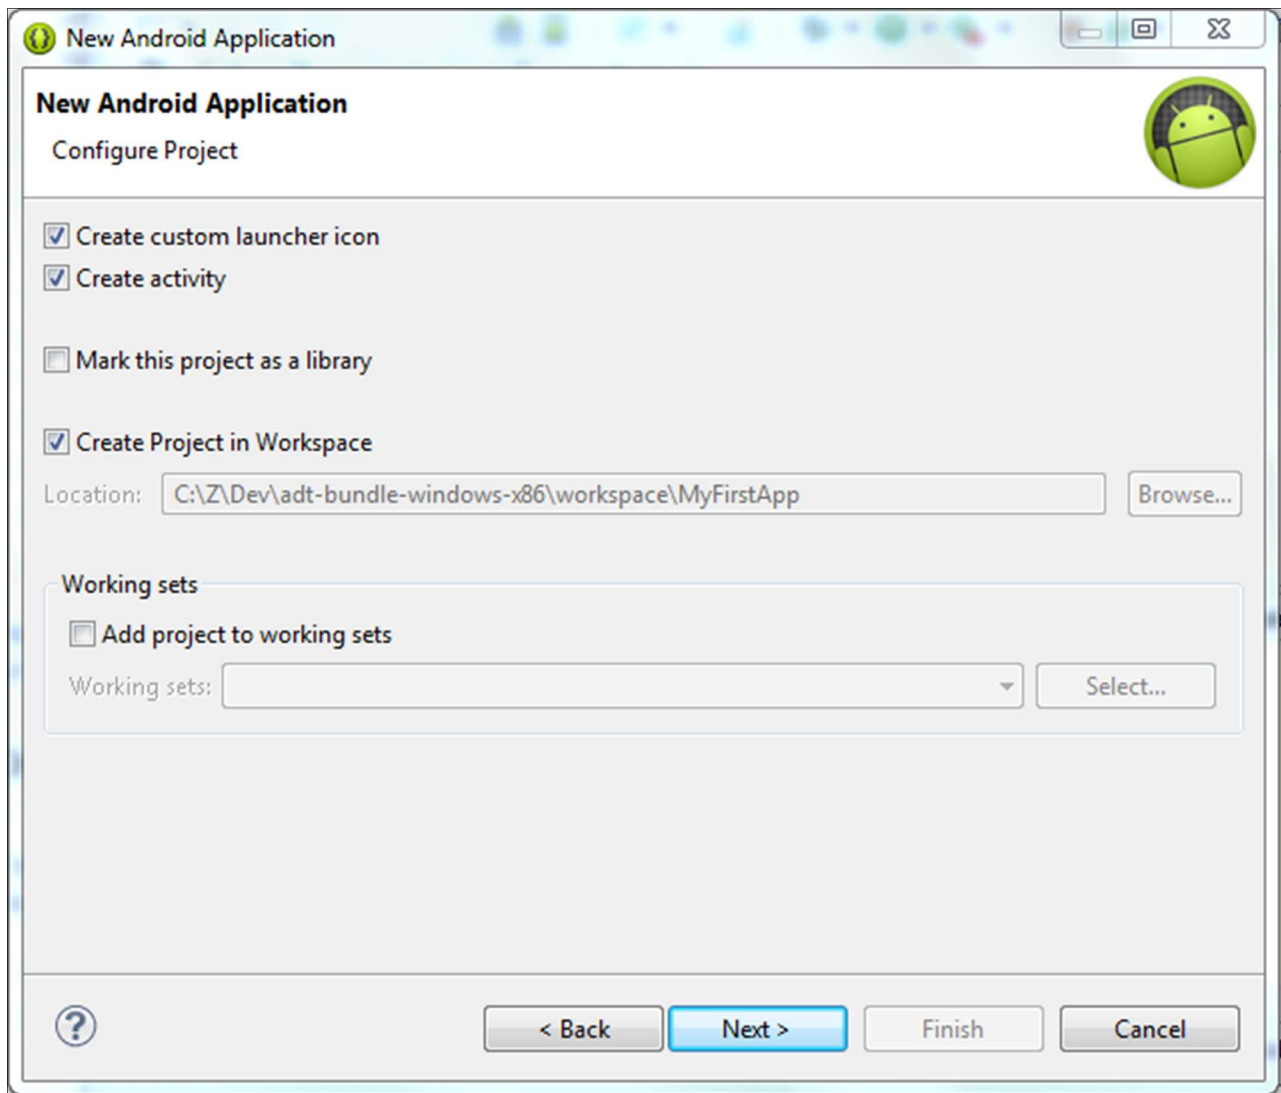 New Android Application
New Android Application
Configure Project
Create custom launcher icon
Create activity
Mark this project as a library
Create Project in Workspace
Location: C:\Z\Dev\adt-bundle-windows-x86\workspace\MyFirstApp Browse...
Working sets
Add project to working sets
Working sets: Select...
? < Back Next > Finish Cancel